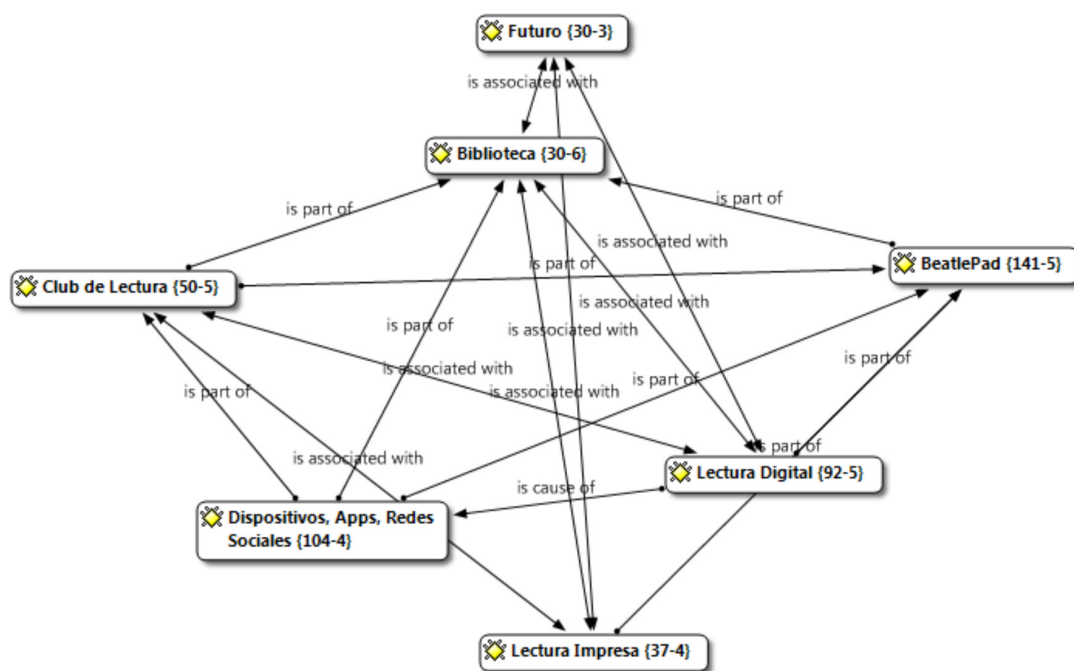 Futuro {30-3}
is associated with
Biblioteca {30-6}
is part of
is part of
is associated with
BeatlePad {141-5}
is part of
Club de Lectura {50-5}
is associated with
is part of
is associated with
is part of
is associated with
is part of
is part of
is associated with
is part of
is associated with
Lectura Digital {92-5}
is cause of
Dispositivos, Apps, Redes
Sociales {104-4}
Lectura Impresa {37-4}